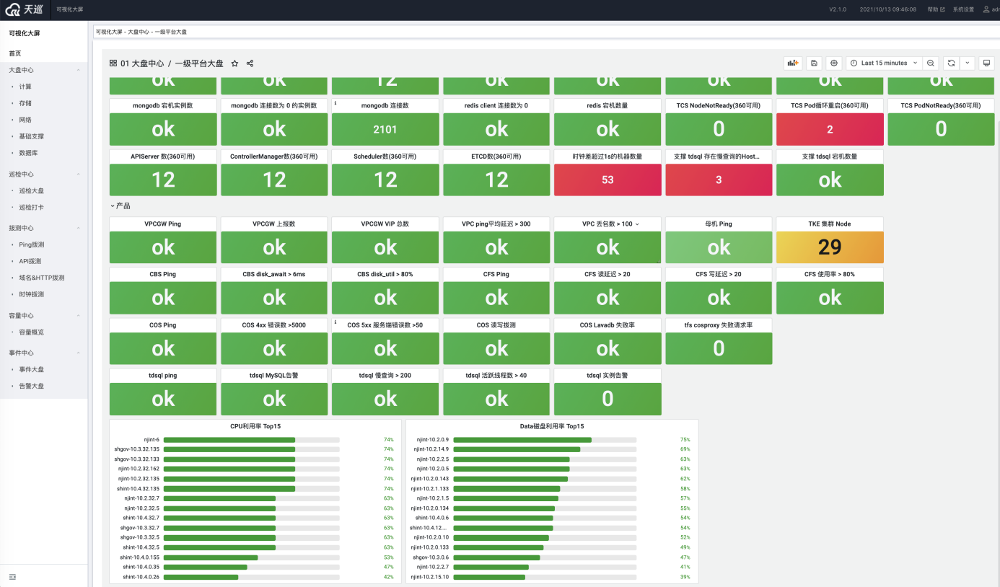 天巡 可视化大屏 V2.1.0 2021/10/13 09:46:08 帮助 系统设置 adr
可视化大屏
首页
大盘中心
计算
存储
网络
基础支撑
数据库
巡检中心
巡检大盘
巡检打卡
拨测中心
Ping拨测
API拨测
域名&HTTP拨测
时钟拨测
容量中心
容量概览
事件中心
事件大盘
告警大盘
可视化大屏 - 大盘中心 - 一级平台大盘
01 大盘中心 / 一级平台大盘 Last 15 minutes
ok ok 12 ok ok ok ok ok
mongodb 宕机实例数 mongodb 连接数为 0 的实例数 mongodb 连接数 redis client 连接数为 0 redis 宕机数量 TCS NodeNotReady(360可用) TCS Pod循环重启(360可用) TCS PodNotReady(360可用)
ok ok 2101 ok ok 0 2 0
APIServer 数(360可用) ControllerManager数(360可用) Scheduler数(360可用) ETCD数(360可用) 时钟差超过1s的机器数量 支撑 tdsql 存在慢查询的Host... 支撑 tdsql 宕机数量
12 12 12 12 53 3 ok
产品
VPCGW Ping VPCGW 上报数 VPCGW VIP 总数 VPC ping平均延迟 > 300 VPC 丢包数 > 100 母机 Ping TKE 集群 Node
ok ok ok ok ok ok 29
CBS Ping CBS disk_await > 6ms CBS disk_util > 80% CFS Ping CFS 读延迟 > 20 CFS 写延迟 > 20 CFS 使用率 > 80%
ok ok ok ok ok ok ok
COS Ping COS 4xx 错误数 >5000 COS 5xx 服务端错误数 >50 COS 读写拨测 COS Lavadb 失败率 tfs cosproxy 失败请求率
ok ok ok ok ok 0
tdsql ping tdsql MySQL告警 tdsql 慢查询 > 200 tdsql 活跃线程数 > 40 tdsql 实例告警
ok ok ok ok 0
CPU利用率 Top15
njint-6 74%
shgov-10.3.32.135 74%
shgov-10.3.32.133 74%
njint-10.2.32.162 74%
njint-10.2.32.135 74%
shint-10.4.32.135 74%
njint-10.2.32.7 63%
njint-10.2.32.5 63%
shint-10.4.32.7 63%
shgov-10.3.32.7 63%
shgov-10.3.32.5 63%
shint-10.4.32.5 63%
shint-10.4.0.155 53%
shint-10.4.0.35 47%
shint-10.4.0.26 42%
Data磁盘利用率 Top15
njint-10.2.0.9 75%
njint-10.2.14.9 69%
njint-10.2.2.5 63%
njint-10.2.0.5 63%
njint-10.2.0.143 62%
njint-10.2.1.133 58%
njint-10.2.1.5 57%
njint-10.2.0.134 55%
shint-10.4.0.6 54%
shint-10.4.12.... 54%
njint-10.2.0.10 52%
njint-10.2.0.133 49%
shgov-10.3.0.6 47%
njint-10.2.2.7 41%
njint-10.2.15.10 39%